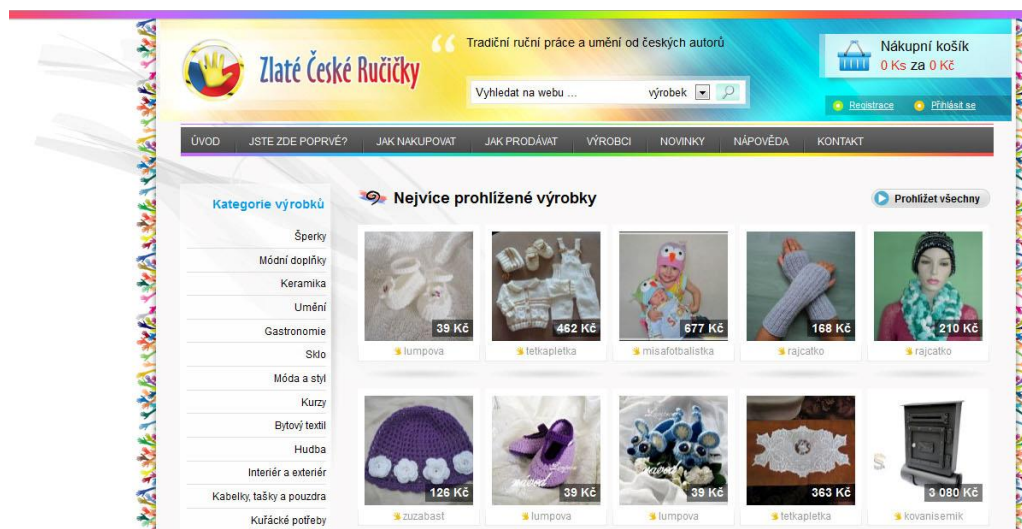 Zlaté České Ručičky
Tradiční ruční práce a umění od českých autorů
Vyhledat na webu ...
výrobek
Nákupní košík
0 Ks za 0 Kč
Registrace
Přihlásit se
ÚVOD
JSTE ZDE POPRVÉ?
JAK NAKUPOVAT
JAK PRODÁVAT
VÝROBCI
NOVINKY
NÁPOVĚDA
KONTAKT
Kategorie výrobků
Šperky
Módní doplňky
Keramika
Umění
Gastronomie
Sklo
Móda a styl
Kurzy
Bytový textil
Hudba
Interiér a exteriér
Kabelky, tašky a pouzdra
Kuřácké potřeby
Nejvíce prohlížené výrobky
Prohlížet všechny
39 Kč
462 Kč
677 Kč
168 Kč
210 Kč
lumpova
tetkapletka
misafotbalistka
rajcatko
rajcatko
126 Kč
39 Kč
39 Kč
363 Kč
3 080 Kč
zuzabast
lumpova
lumpova
tetkapletka
kovanisemik